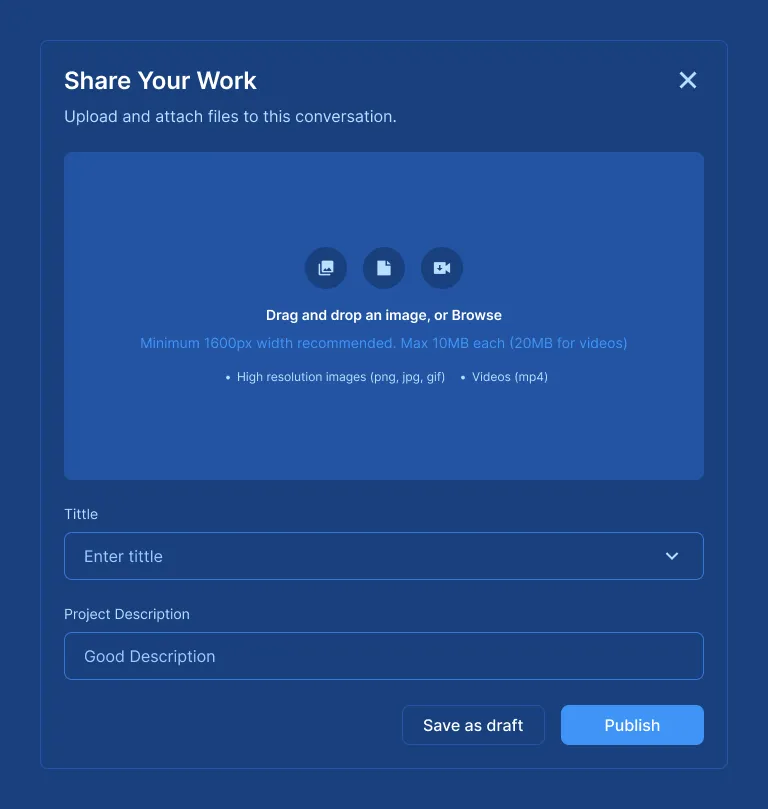 Share Your Work
Upload and attach files to this conversation.
Drag and drop an image, or Browse
Minimum 1600px width recommended. Max 10MB each (20MB for videos)
• High resolution images (png, jpg, gif) • Videos (mp4)
Tittle
Enter tittle
Project Description
Good Description
Save as draft Publish